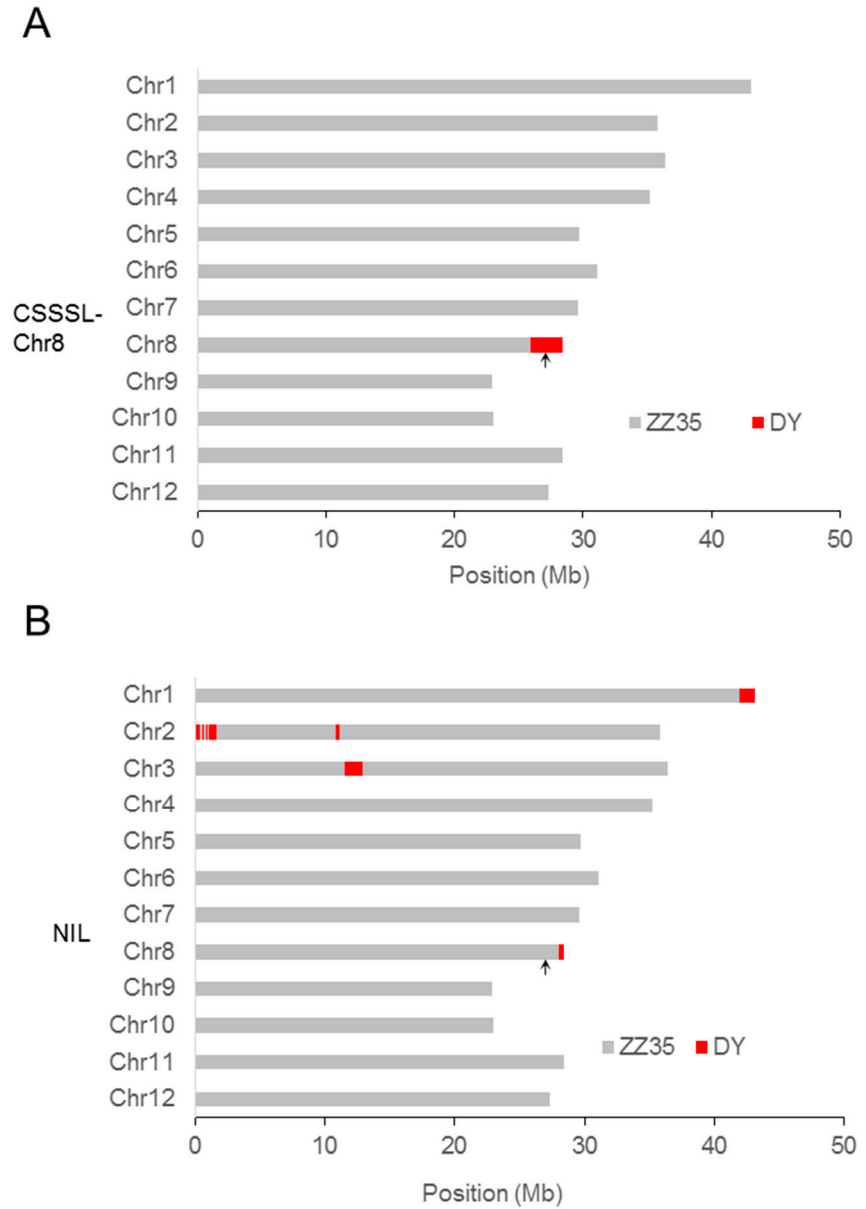 A
Chr1
Chr2
Chr3
Chr4
Chr5
Chr6
Chr7
CSSSL-
Chr8
Chr8
Chr9
Chr10
ZZ35 DY
Chr11
Chr12
0 10 20 30 40 50
Position (Mb)
B
Chr1
Chr2
Chr3
Chr4
Chr5
Chr6
Chr7
NIL
Chr8
Chr9
Chr10
ZZ35 DY
Chr11
Chr12
0 10 20 30 40 50
Position (Mb)